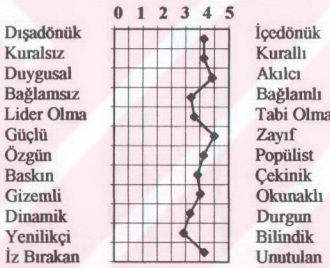 0 1 2 3 4 5
Dışadönük İçedönük
Kuralsız Kurallı
Duygusal Akılcı
Bağlamsız Bağlamlı
Lider Olma Tabi Olma
Güçlü Zayıf
Özgün Popülist
Baskın Çekinik
Gizemli Okunaklı
Dinamik Durgun
Yenilikçi Bilindik
İz Bırakan Unutulan